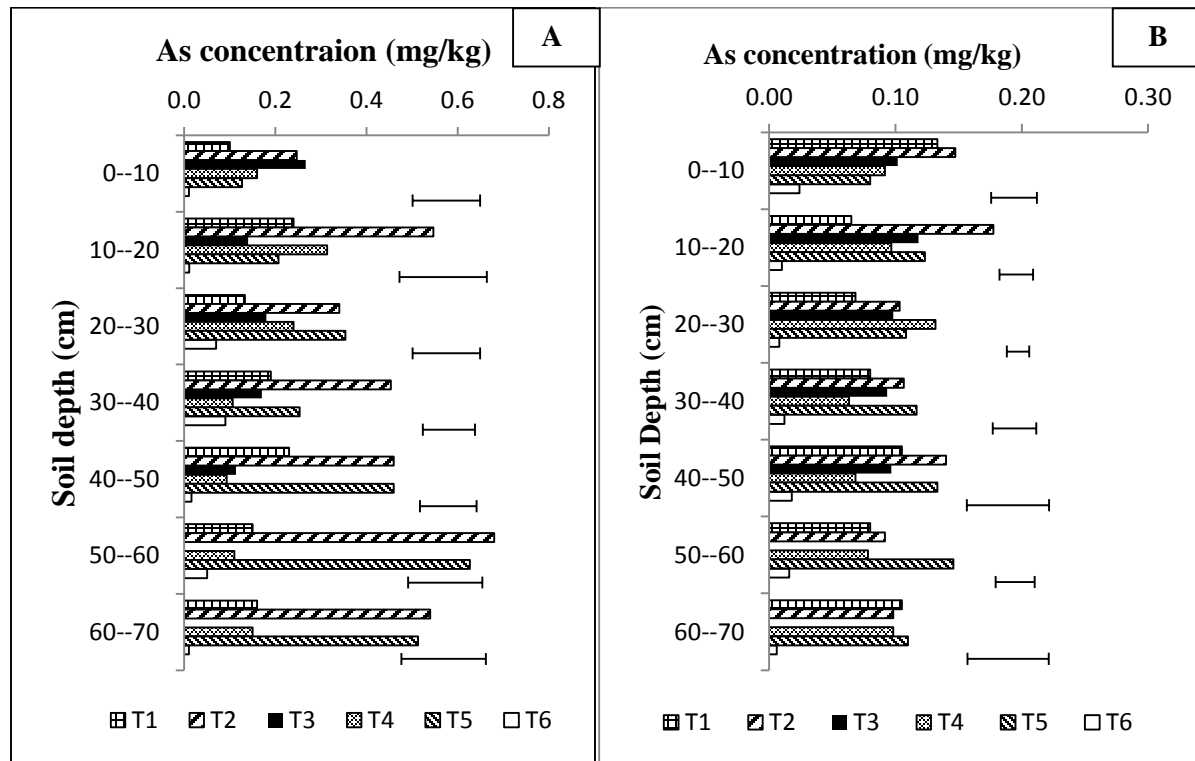 A
As concentraion (mg/kg)
0.0 0.2 0.4 0.6 0.8
Soil depth (cm)
0--10
10--20
20--30
30--40
40--50
50--60
60--70
T1 T2 T3 T4 T5 T6
B
As concentration (mg/kg)
0.00 0.10 0.20 0.30
Soil Depth (cm)
0--10
10--20
20--30
30--40
40--50
50--60
60--70
T1 T2 T3 T4 T5 T6